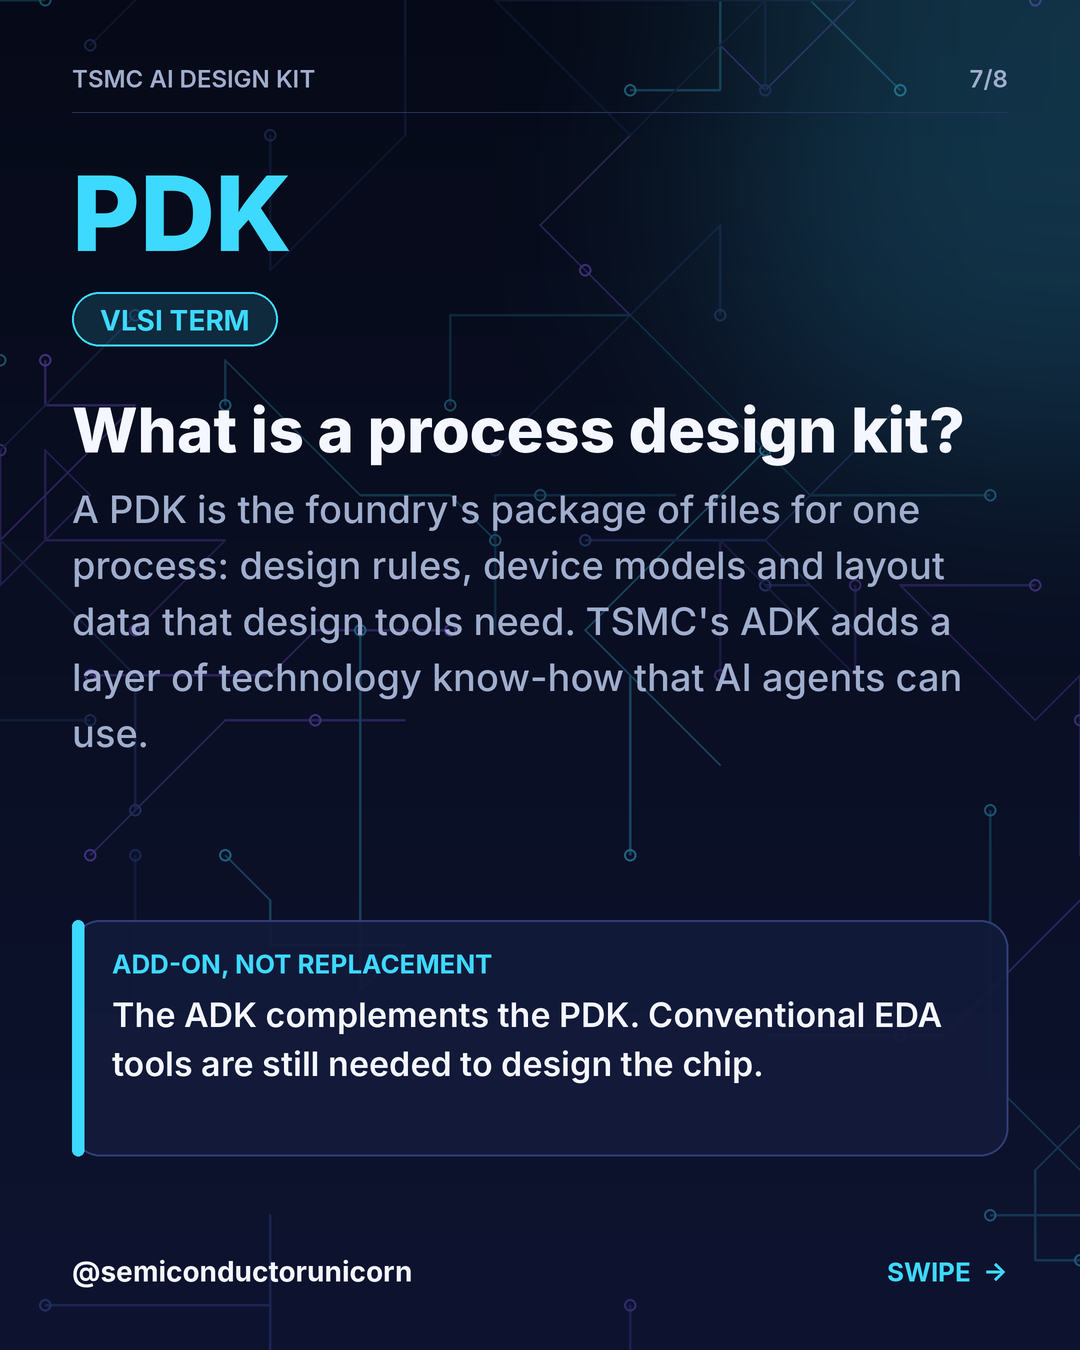 TSMC AI DESIGN KIT
7/8
PDK
VLSI TERM
What is a process design kit?
A PDK is the foundry's package of files for one
process: design rules, device models and layout
data that design tools need. TSMC's ADK adds a
layer of technology know-how that AI agents can
use.
ADD-ON, NOT REPLACEMENT
The ADK complements the PDK. Conventional EDA
tools are still needed to design the chip.
@semiconductorunicorn
SWIPE →